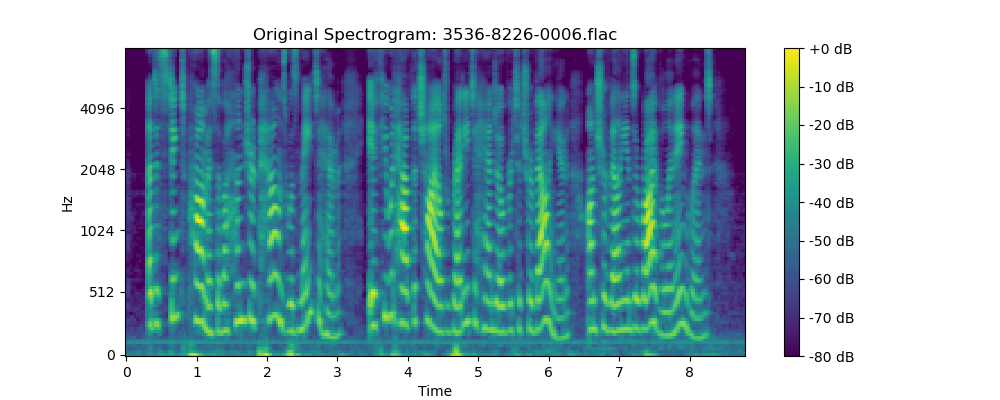 Original Spectrogram: 3536-8226-0006.flac
Hz
4096
2048
1024
512
0
0 1 2 3 4 5 6 7 8
Time
+0 dB
-10 dB
-20 dB
-30 dB
-40 dB
-50 dB
-60 dB
-70 dB
-80 dB